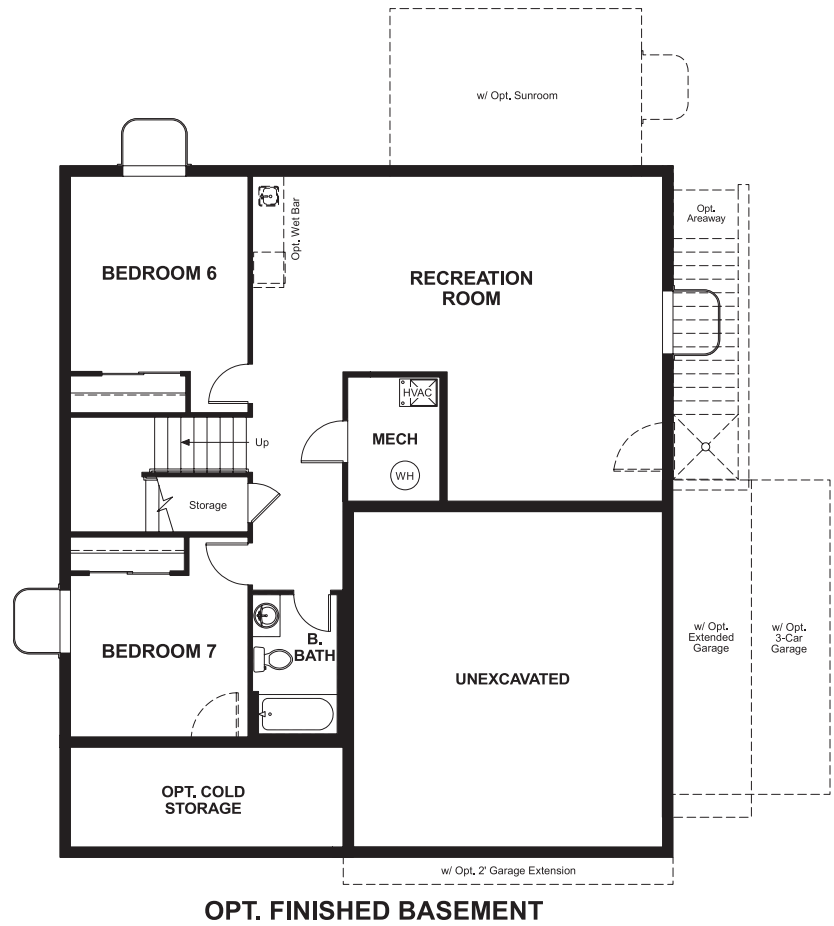 w/ Opt. Sunroom
Opt.
Areaway
Opt. Wet Bar
BEDROOM 6
RECREATION
ROOM
HVAC
MECH
Up
WH
Storage
BEDROOM 7
B.
BATH
UNEXCAVATED
w/ Opt.
Extended
Garage
w/ Opt.
3-Car
Garage
OPT. COLD
STORAGE
w/ Opt. 2' Garage Extension
OPT. FINISHED BASEMENT